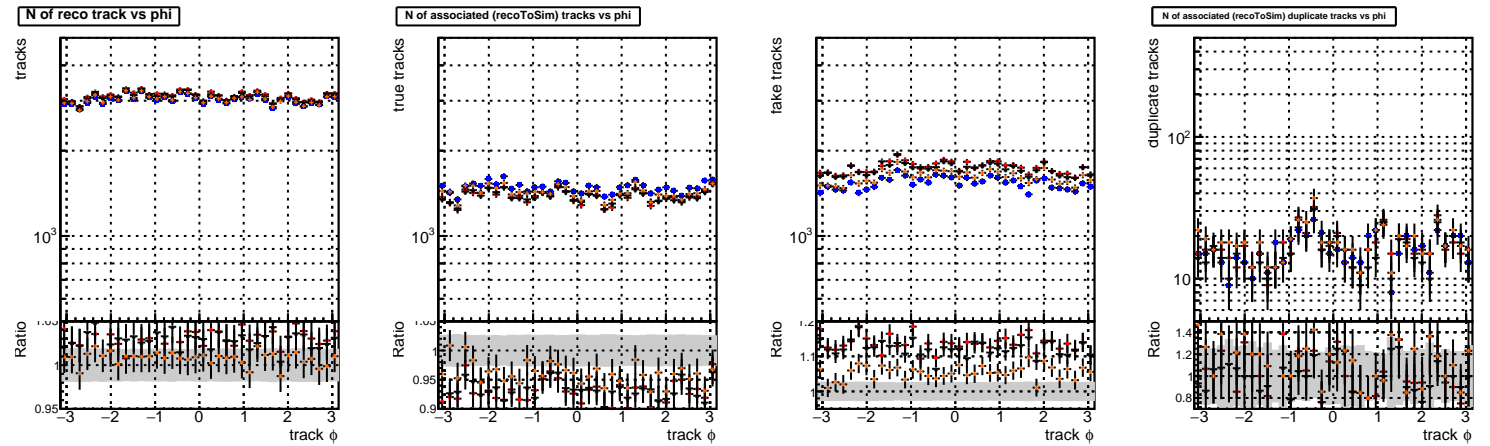 N of reco track vs phi
tracks
10³
Ratio
1.05
1
0.95
−3 −2 −1 0 1 2 3
track ϕ
N of associated (recoToSim) tracks vs phi
true tracks
10³
Ratio
1.05
1
0.95
0.9
−3 −2 −1 0 1 2 3
track ϕ
fake tracks
10³
Ratio
1.2
1.1
1
−3 −2 −1 0 1 2 3
track ϕ
N of associated (recoToSim) duplicate tracks vs phi
duplicate tracks
10²
10
Ratio
1.4
1.2
1
0.8
−3 −2 −1 0 1 2 3
track ϕ